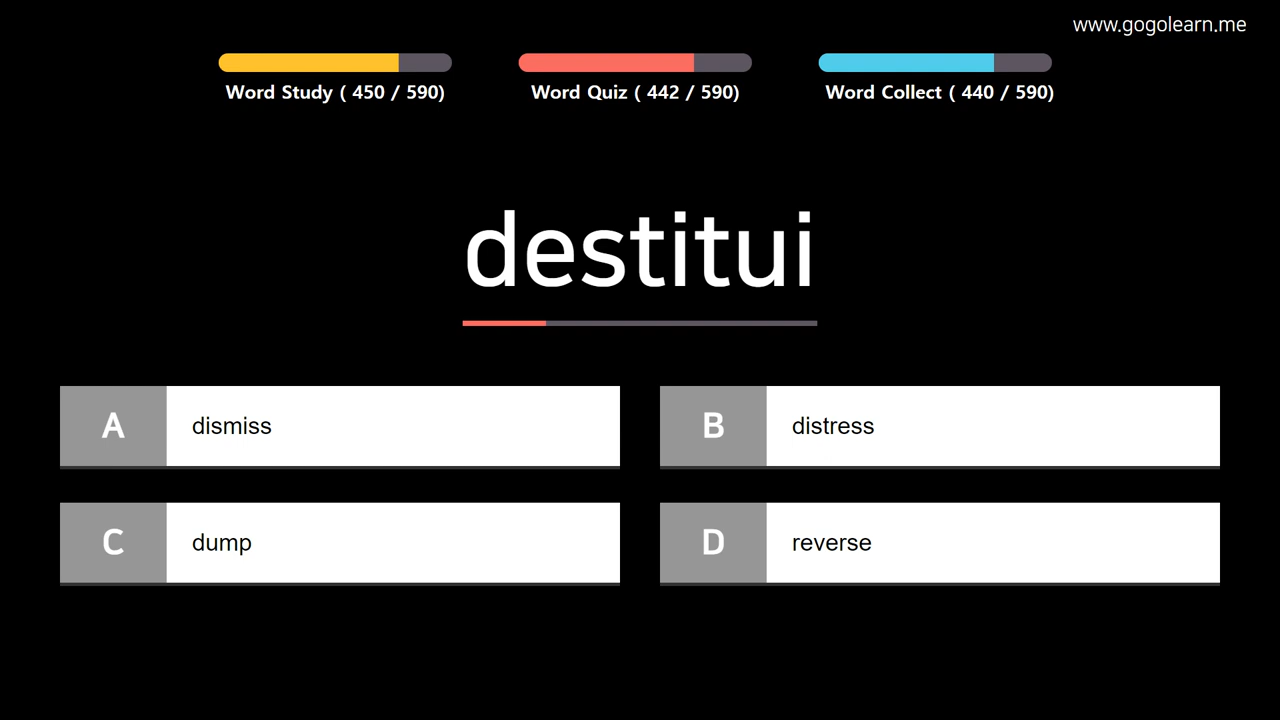 www.gogolearn.me
Word Study ( 450 / 590)
Word Quiz ( 442 / 590)
Word Collect ( 440 / 590)
destitui
A dismiss
B distress
C dump
D reverse